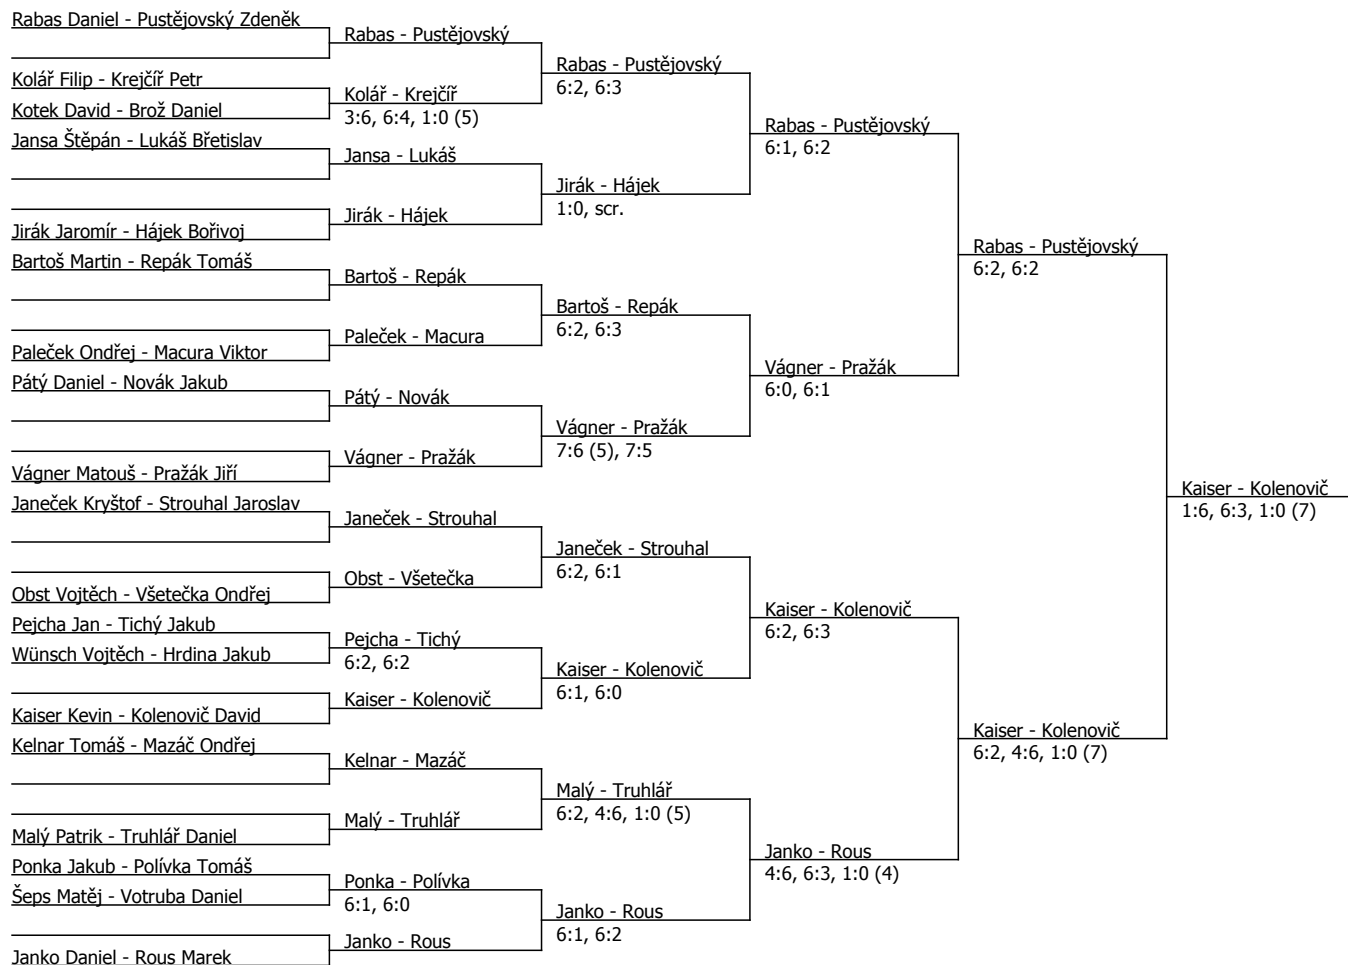 Rabas Daniel - Pustějovský Zdeněk
Kolář Filip - Krejčíř Petr
Kotek David - Brož Daniel
Jansa Štěpán - Lukáš Břetislav
Jirák Jaromír - Hájek Bořivoj
Bartoš Martin - Repák Tomáš
Paleček Ondřej - Macura Viktor
Pátý Daniel - Novák Jakub
Vágner Matouš - Pražák Jiří
Janeček Kryštof - Strouhal Jaroslav
Obst Vojtěch - Všetečka Ondřej
Pejcha Jan - Tichý Jakub
Wünsch Vojtěch - Hrdina Jakub
Kaiser Kevin - Kolenovič David
Kelnar Tomáš - Mazáč Ondřej
Malý Patrik - Truhlář Daniel
Ponka Jakub - Polívka Tomáš
Šeps Matěj - Votruba Daniel
Janko Daniel - Rous Marek
Rabas - Pustějovský
Kolář - Krejčíř
3:6, 6:4, 1:0 (5)
Jansa - Lukáš
Jirák - Hájek
Bartoš - Repák
Paleček - Macura
Pátý - Novák
Vágner - Pražák
Janeček - Strouhal
Obst - Všetečka
Pejcha - Tichý
6:2, 6:2
Kaiser - Kolenovič
Kelnar - Mazáč
Malý - Truhlář
Ponka - Polívka
6:1, 6:0
Janko - Rous
Rabas - Pustějovský
6:2, 6:3
Jirák - Hájek
1:0, scr.
Bartoš - Repák
6:2, 6:3
Vágner - Pražák
7:6 (5), 7:5
Janeček - Strouhal
6:2, 6:1
Kaiser - Kolenovič
6:1, 6:0
Malý - Truhlář
6:2, 4:6, 1:0 (5)
Janko - Rous
6:1, 6:2
Rabas - Pustějovský
6:1, 6:2
Vágner - Pražák
6:0, 6:1
Kaiser - Kolenovič
6:2, 6:3
Janko - Rous
4:6, 6:3, 1:0 (4)
Rabas - Pustějovský
6:2, 6:2
Kaiser - Kolenovič
6:2, 4:6, 1:0 (7)
Kaiser - Kolenovič
1:6, 6:3, 1:0 (7)